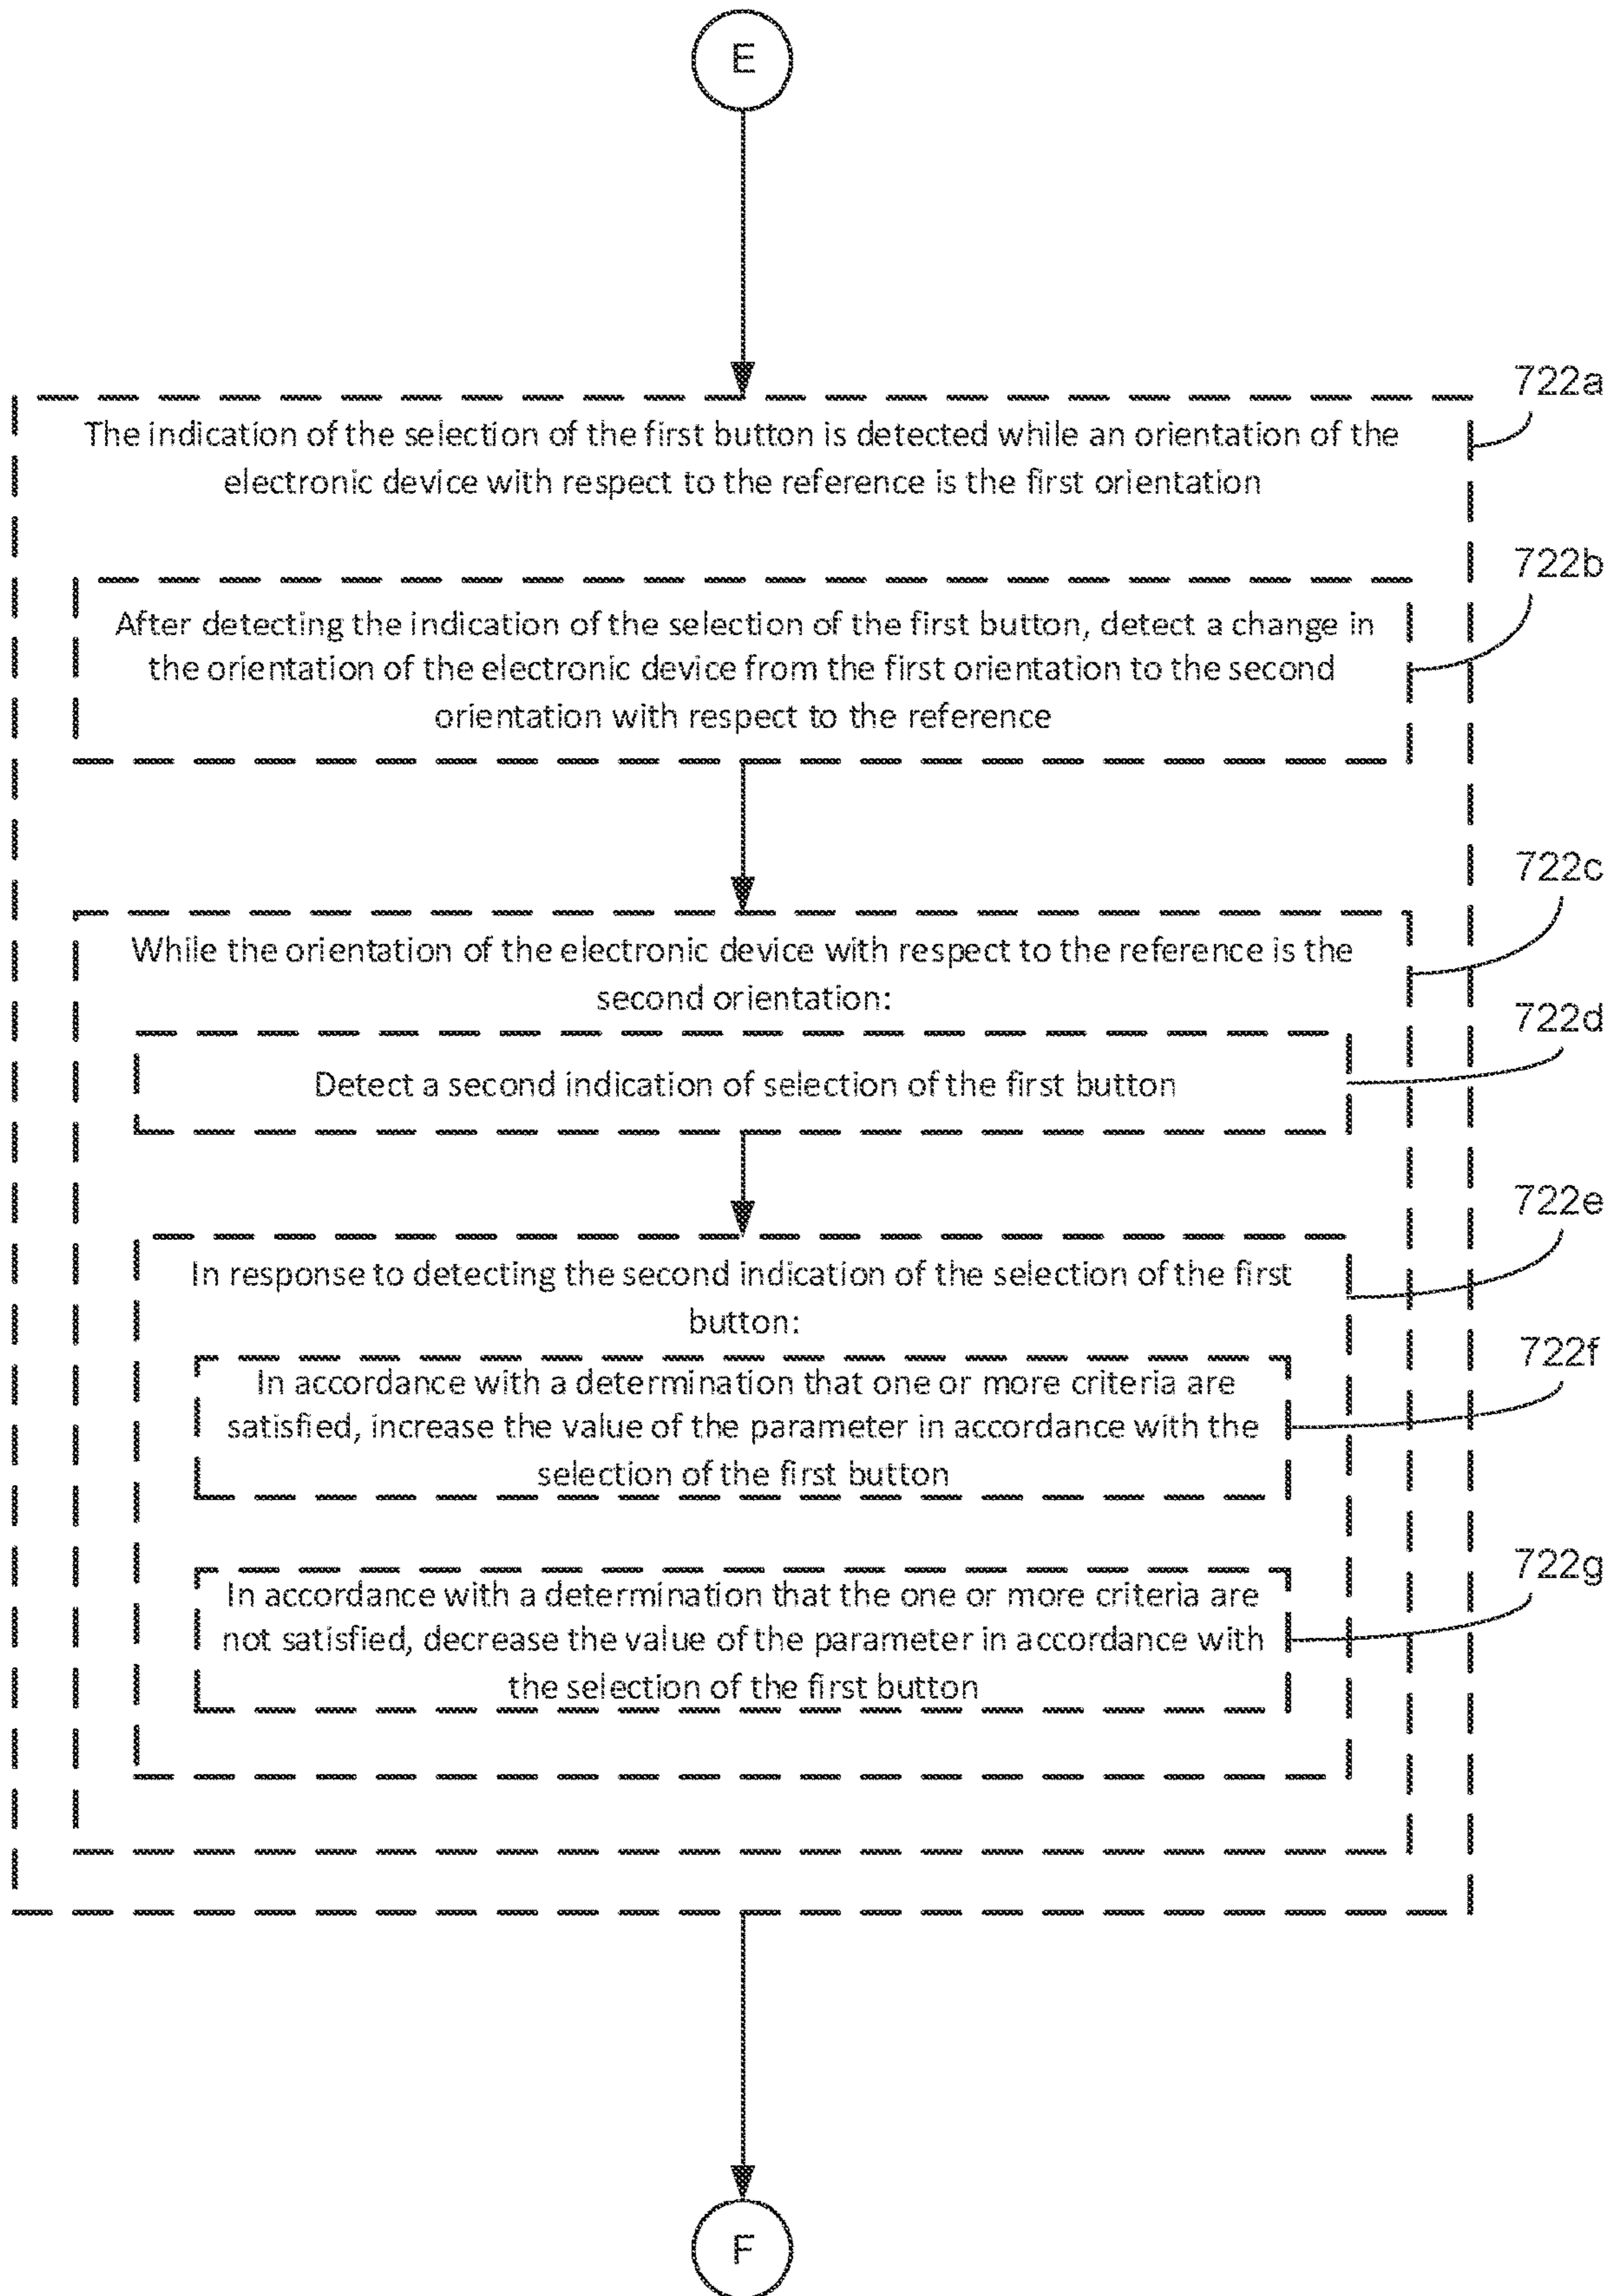 E
722a
The indication of the selection of the first button is detected while an orientation of the
electronic device with respect to the reference is the first orientation
722b
After detecting the indication of the selection of the first button, detect a change in
the orientation of the electronic device from the first orientation to the second
orientation with respect to the reference
722c
While the orientation of the electronic device with respect to the reference is the
second orientation:
722d
Detect a second indication of selection of the first button
722e
In response to detecting the second indication of the selection of the first
button:
722f
In accordance with a determination that one or more criteria are
satisfied, increase the value of the parameter in accordance with the
selection of the first button
722g
In accordance with a determination that the one or more criteria are
not satisfied, decrease the value of the parameter in accordance with
the selection of the first button
F